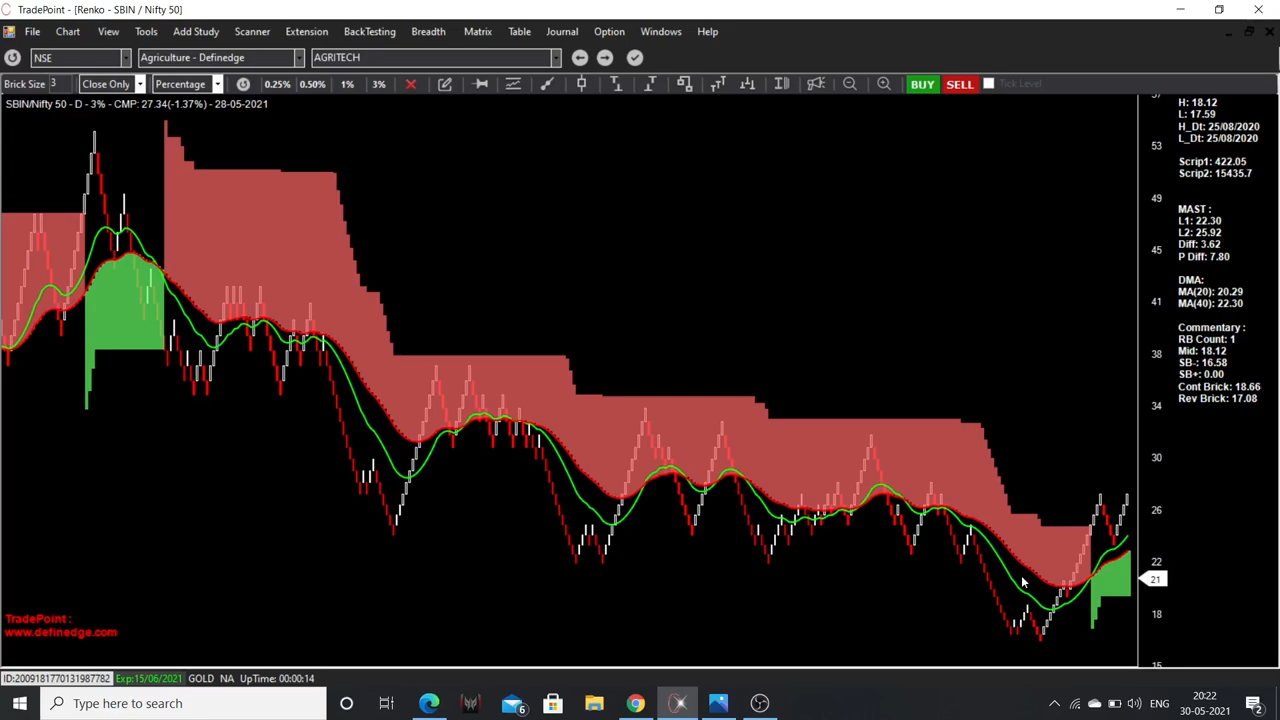 TradePoint - [Renko - SBIN / Nifty 50]
File Chart View Tools Add Study Scanner Extension BackTesting Breadth Matrix Table Journal Option Windows Help
NSE Agriculture - Definedge AGRITECH
Brick Size 3 Close Only Percentage 0.25% 0.50% 1% 3% BUY SELL Tick Level
SBIN/Nifty 50 - D - 3% - CMP: 27.34(-1.37%) - 28-05-2021
57
53
49
45
41
38
34
30
26
22
21
18
15
H: 18.12
L: 17.59
H_Dt: 25/08/2020
L_Dt: 25/08/2020
Scrip1: 422.05
Scrip2: 15435.7
MAST :
L1: 22.30
L2: 25.92
Diff: 3.62
P Diff: 7.80
DMA:
MA(20): 20.29
MA(40): 22.30
Commentary :
RB Count: 1
Mid: 18.12
SB-: 16.58
SB+: 0.00
Cont Brick: 18.66
Rev Brick: 17.08
TradePoint :
www.definedge.com
ID:2009181770131987782 Exp:15/06/2021 GOLD NA UpTime: 00:00:14
Type here to search
6
ENG
20:22
30-05-2021
2